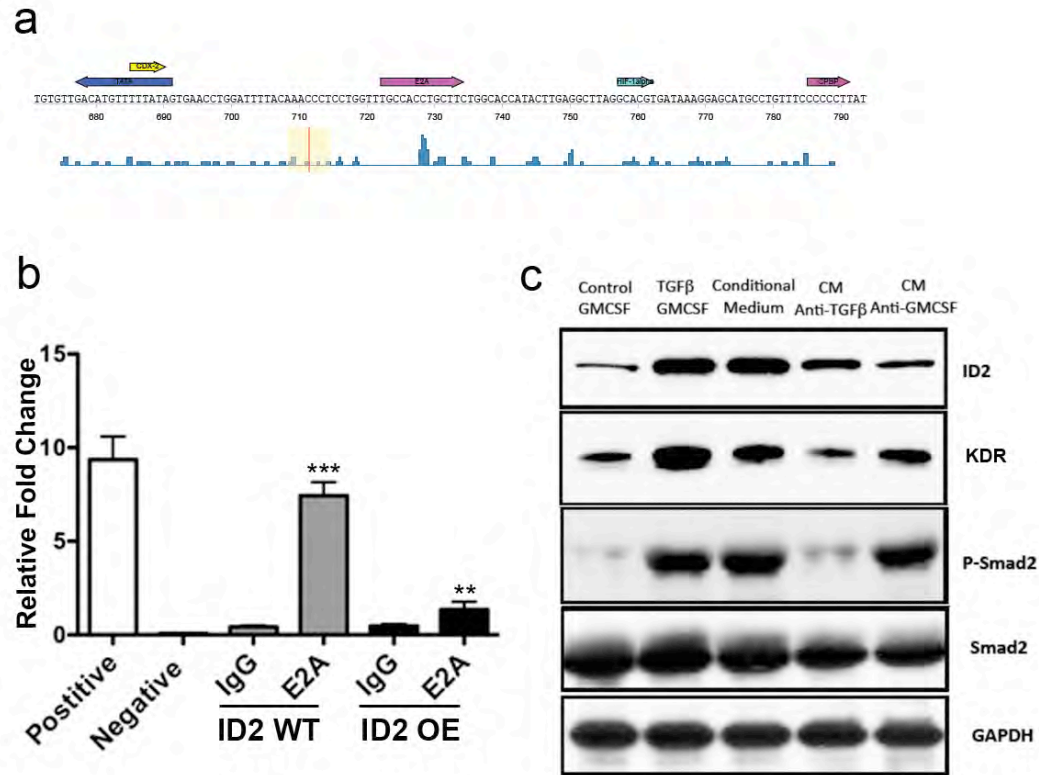 a
CDX-2
TATA E2A HIF-1alpha CPBP
TGTGTTGACATGTTTTTATAGTGAACCTGGATTTTACAAACCCTCCTGGTTTGCCACCTGCTTCTGGCACCATACTTGAGGCTTAGGCACGTGATAAAGGAGCATGCCTGTTTCCCCCCTTAT
680 690 700 710 720 730 740 750 760 770 780 790
b
Relative Fold Change
15
10
5
0
***
**
Postitive
Negative
IgG
E2A
IgG
E2A
ID2 WT
ID2 OE
c
Control GMCSF
TGFβ GMCSF
Conditional Medium
CM Anti-TGFβ
CM Anti-GMCSF
ID2
KDR
P-Smad2
Smad2
GAPDH